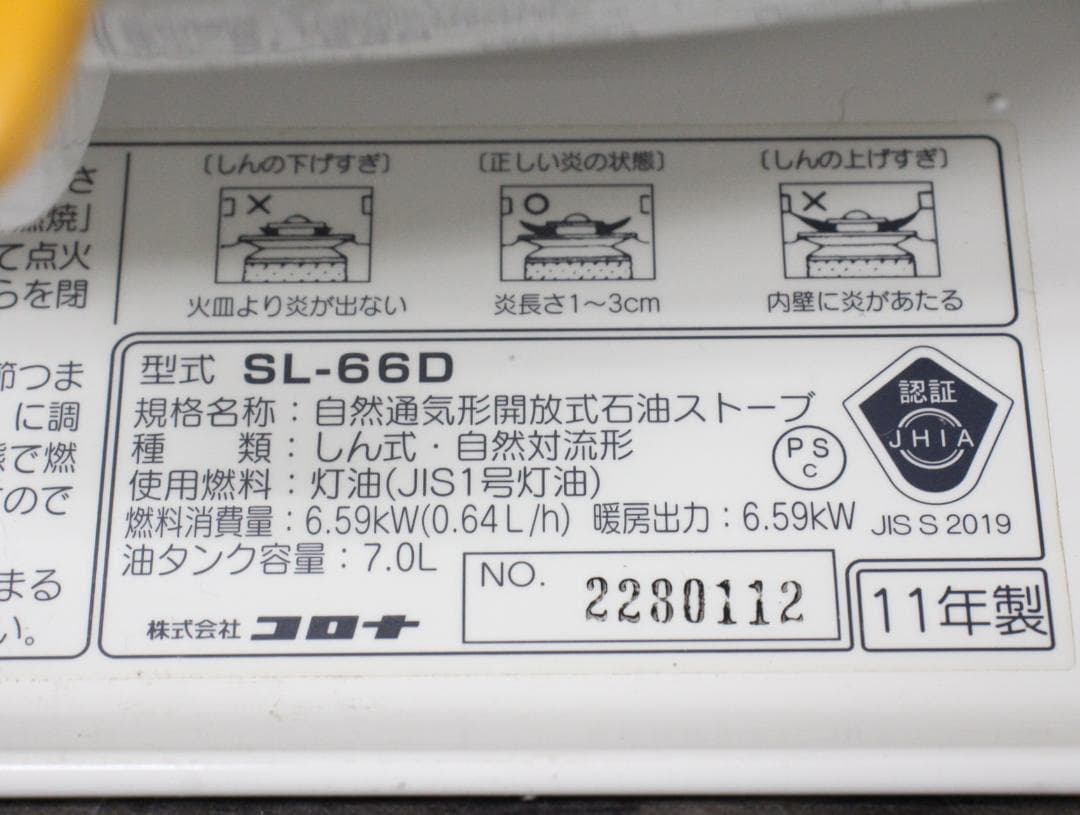 さ
燃焼」
て点火
らを閉
節つま
に調
態で燃
ので
まる
い。
〔しんの下げすぎ〕
火皿より炎が出ない
〔正しい炎の状態〕
炎長さ1〜3cm
〔しんの上げすぎ〕
内壁に炎があたる
型式 SL-66D
規格名称：自然通気形開放式石油ストーブ
種 類：しん式・自然対流形
使用燃料：灯油(JIS1号灯油)
燃料消費量：6.59kW(0.64L/h) 暖房出力：6.59kW
油タンク容量：7.0L
株式会社 コロナ
NO. 2280112
PS
C
認証
JHIA
JIS S 2019
11年製